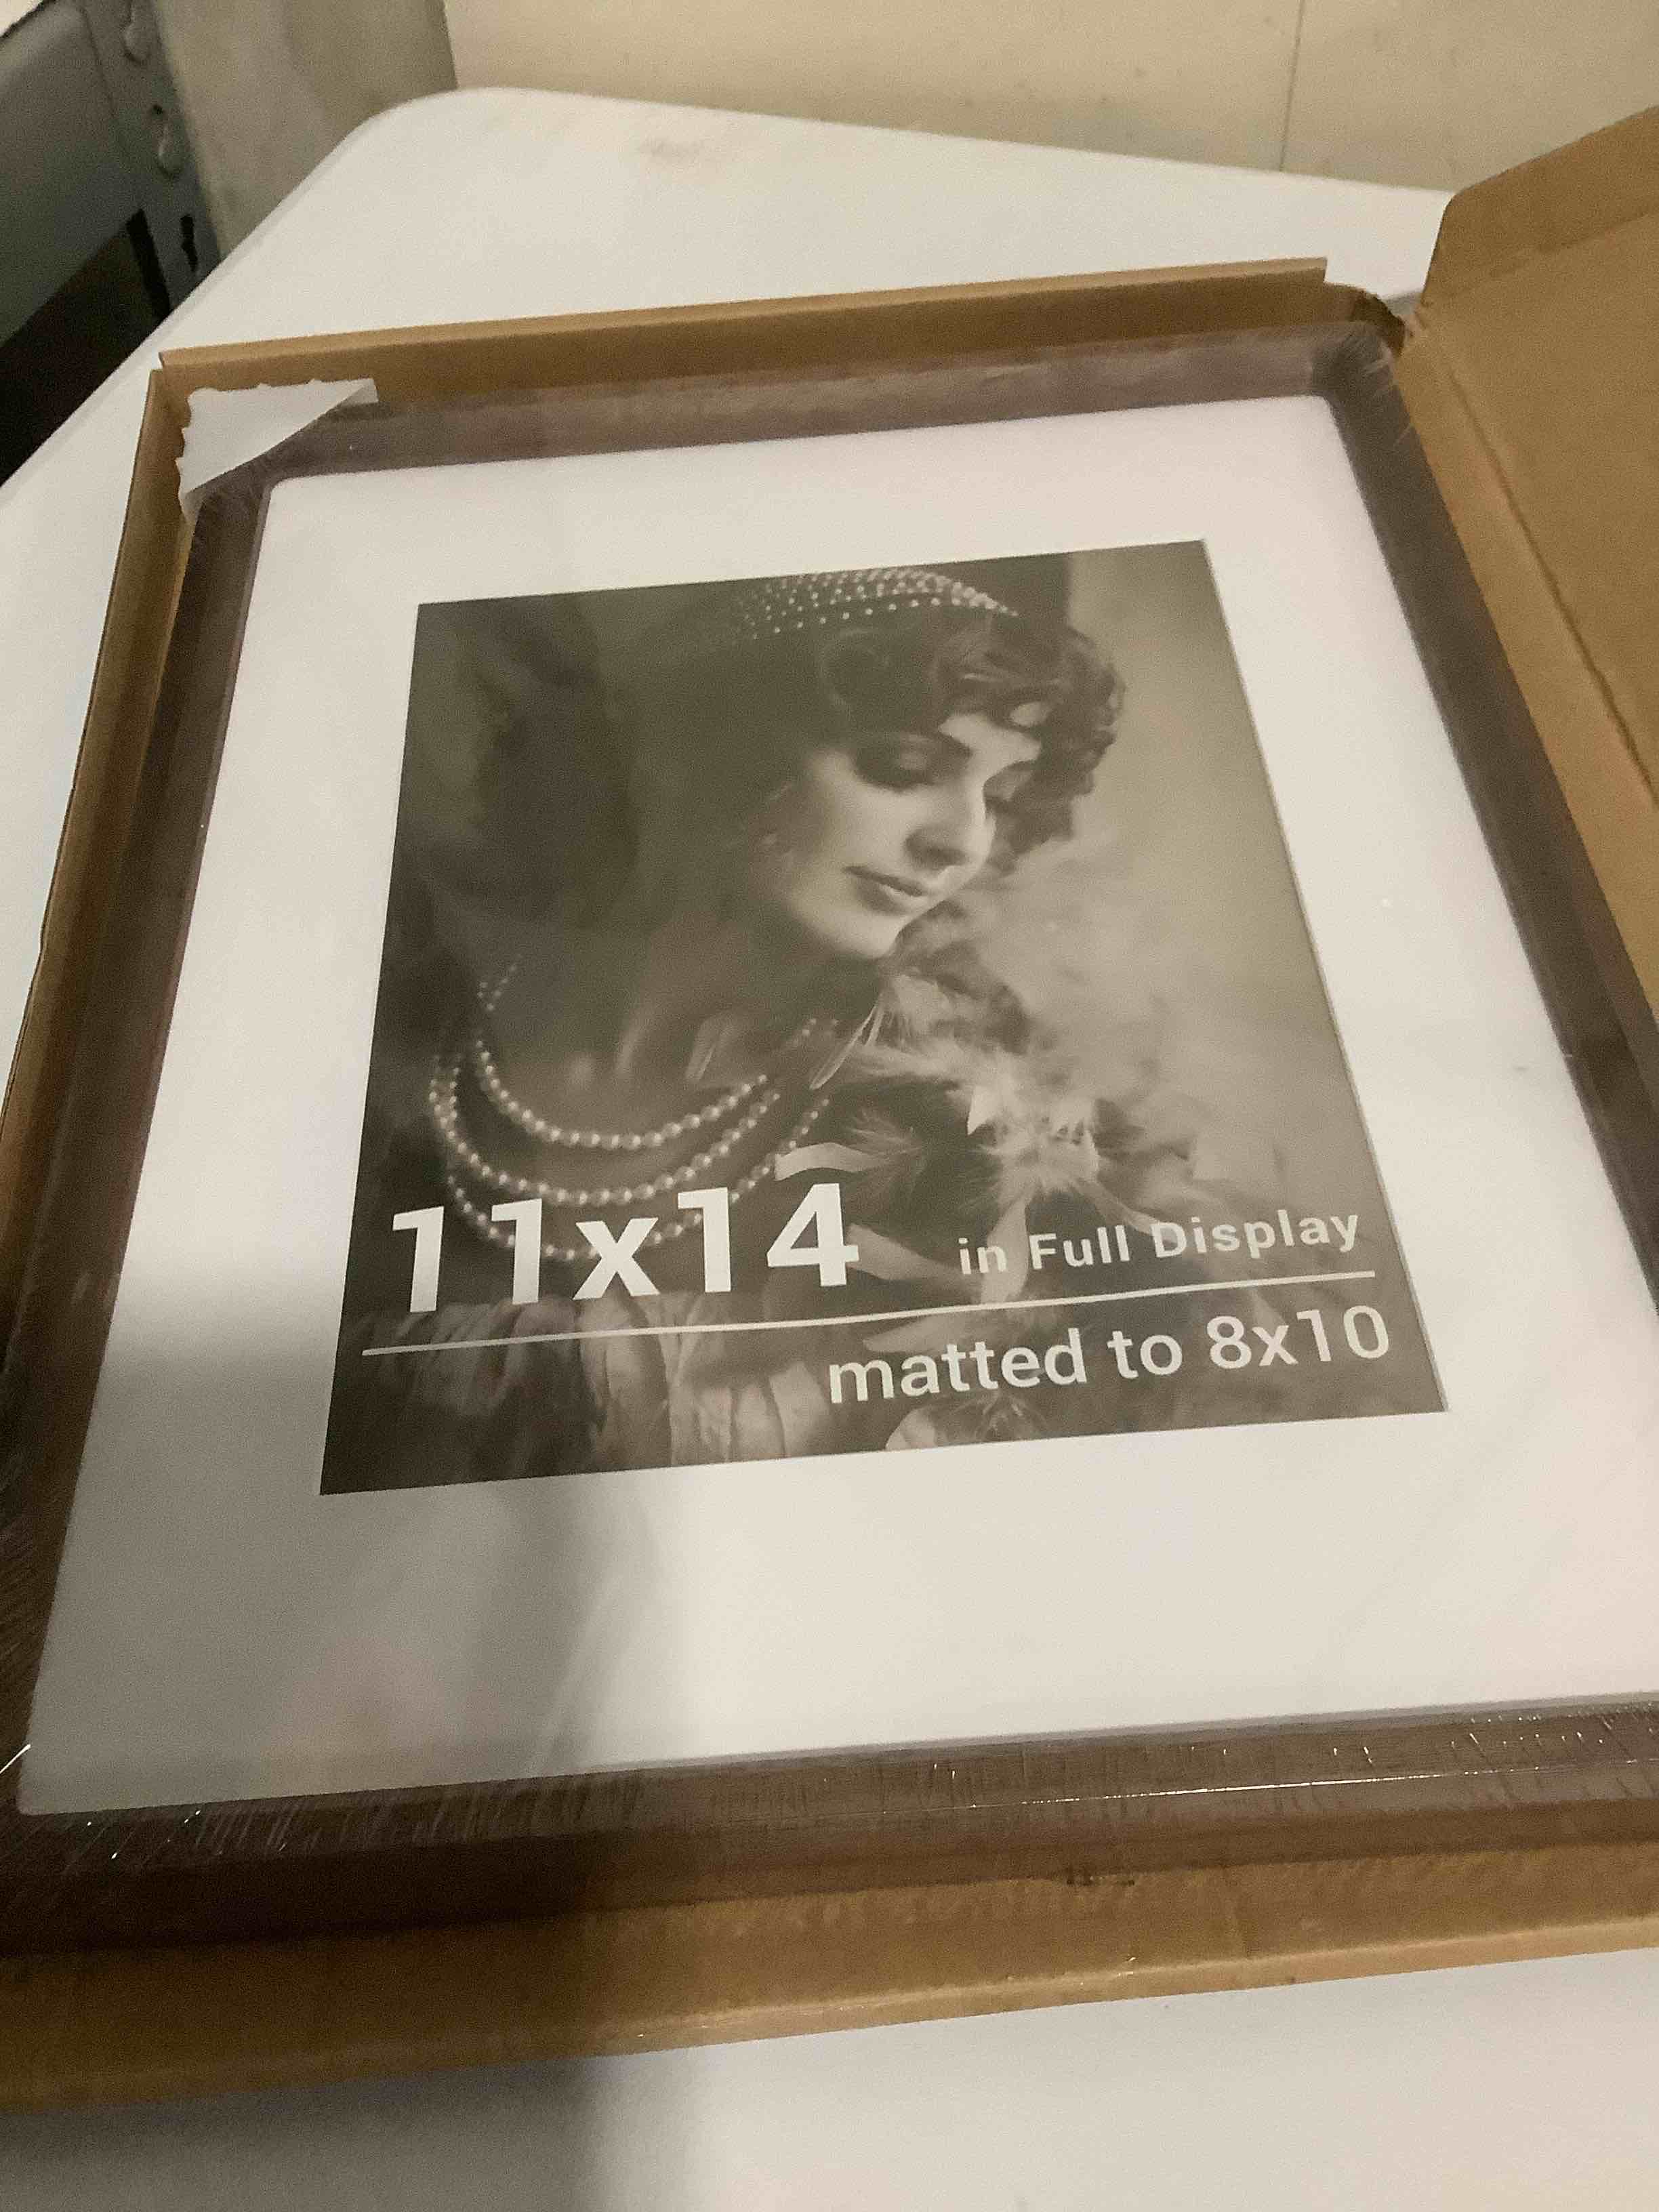 11x14 in Full Display
matted to 8x10